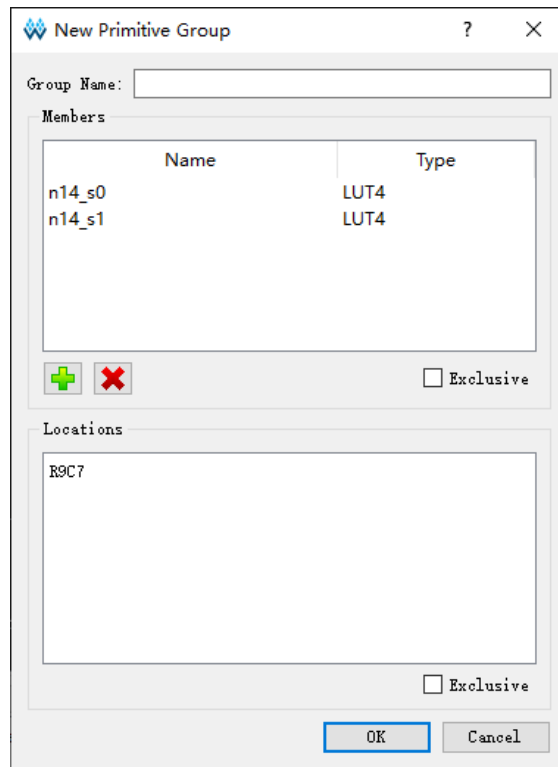 New Primitive Group ?
Group Name:
Members
Name Type
n14_s0 LUT4
n14_s1 LUT4
Exclusive
Locations
R9C7
Exclusive
OK Cancel